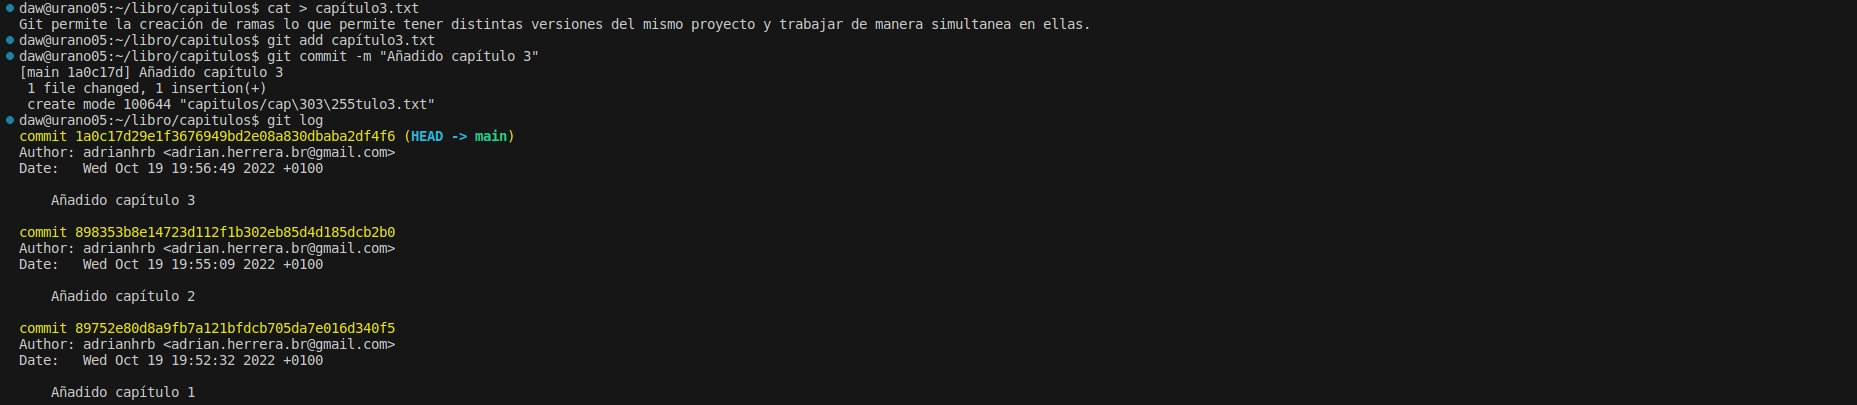 daw@urano05:~/libro/capitulos$ cat > capítulo3.txt
Git permite la creación de ramas lo que permite tener distintas versiones del mismo proyecto y trabajar de manera simultanea en ellas.
daw@urano05:~/libro/capitulos$ git add capítulo3.txt
daw@urano05:~/libro/capitulos$ git commit -m "Añadido capítulo 3"
[main 1a0c17d] Añadido capítulo 3
 1 file changed, 1 insertion(+)
 create mode 100644 "capitulos/cap\303\255tulo3.txt"
daw@urano05:~/libro/capitulos$ git log
commit 1a0c17d29e1f3676949bd2e08a830dbaba2df4f6 (HEAD -> main)
Author: adrianhrb <adrian.herrera.br@gmail.com>
Date:   Wed Oct 19 19:56:49 2022 +0100
    Añadido capítulo 3
commit 898353b8e14723d112f1b302eb85d4d185dcb2b0
Author: adrianhrb <adrian.herrera.br@gmail.com>
Date:   Wed Oct 19 19:55:09 2022 +0100
    Añadido capítulo 2
commit 89752e80d8a9fb7a121bfdcb705da7e016d340f5
Author: adrianhrb <adrian.herrera.br@gmail.com>
Date:   Wed Oct 19 19:52:32 2022 +0100
    Añadido capítulo 1